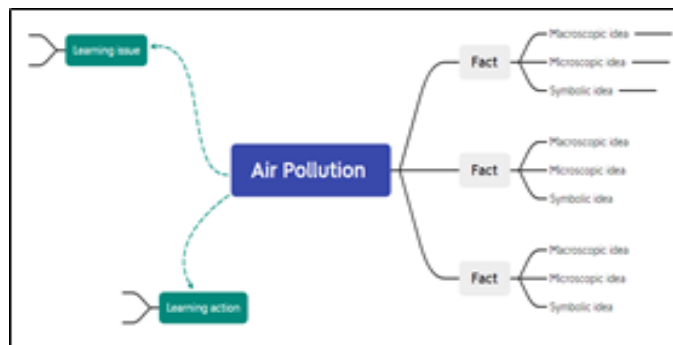 Learning issue
Air Pollution
Learning action
Fact
Macroscopic idea
Microscopic idea
Symbolic idea
Fact
Macroscopic idea
Microscopic idea
Symbolic idea
Fact
Macroscopic idea
Microscopic idea
Symbolic idea